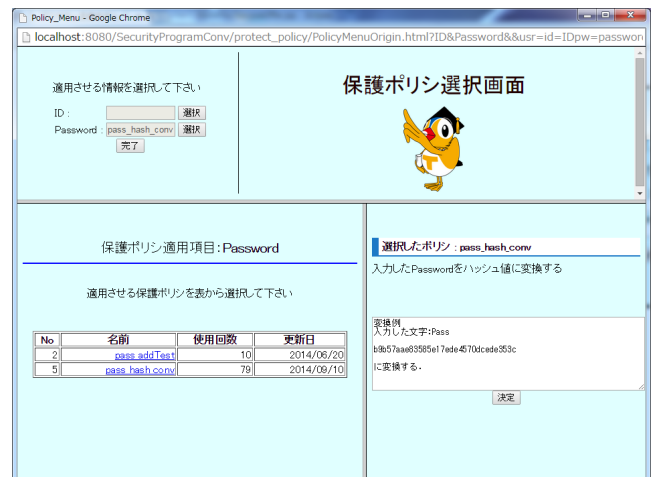 Policy_Menu - Google Chrome
localhost:8080/SecurityProgramConv/protect_policy/PolicyMenuOrigin.html?ID&Password&&usr=id=IDpw=passwor
適用させる情報を選択して下さい
ID : 選択
Password : pass_hash_conv 選択
完了
保護ポリシ選択画面
保護ポリシ適用項目:Password
適用させる保護ポリシを表から選択して下さい
No 名前 使用回数 更新日
2 pass addTest 10 2014/06/20
5 pass hash conv 79 2014/09/10
選択したポリシ : pass_hash_conv
入力したPasswordをハッシュ値に変換する
変換例
入力した文字:Pass
b9b57aae83585e17ede4570dcede353c
に変換する.
決定